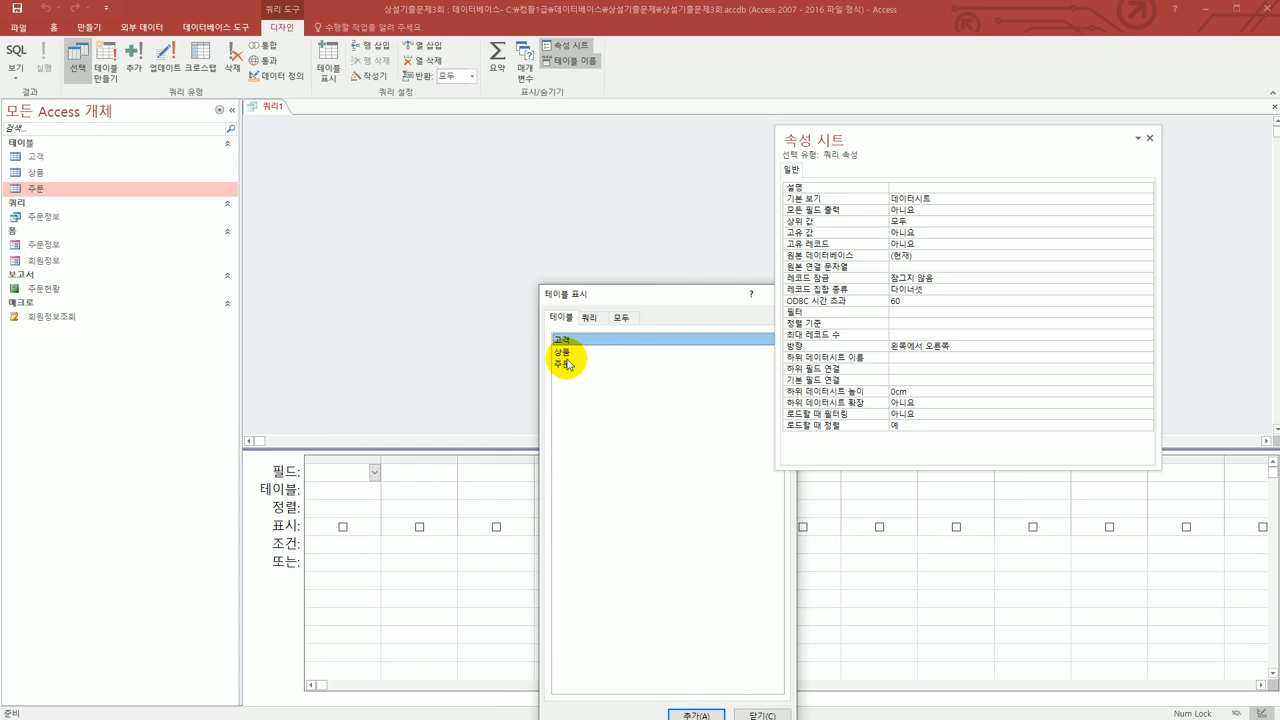 쿼리 도구
상설기출문제3회 : 데이터베이스- C:₩컴활1급₩데이터베이스₩상설기출문제₩상설기출문제3회.accdb (Access 2007 - 2016 파일 형식) - Access
파일 홈 만들기 외부 데이터 데이터베이스 도구 디자인 수행할 작업을 알려 주세요.
SQL 보기 실행 선택 테이블 만들기 추가 업데이트 크로스탭 삭제
통합
통과
데이터 정의
테이블 표시
행 삽입
행 삭제
작성기
열 삽입
열 삭제
반환: 모두
요약 매개 변수
속성 시트
테이블 이름
결과 쿼리 유형 쿼리 설정 표시/숨기기
모든 Access 개체
검색...
테이블
고객
상품
주문
쿼리
주문정보
폼
주문정보
회원정보
보고서
주문현황
매크로
회원정보조회
쿼리1
속성 시트
선택 유형: 쿼리 속성
일반
설명
기본 보기 데이터시트
모든 필드 출력 아니요
상위 값 모두
고유 값 아니요
고유 레코드 아니요
원본 데이터베이스 (현재)
원본 연결 문자열
레코드 잠금 잠그지 않음
레코드 집합 종류 다이너셋
ODBC 시간 초과 60
필터
정렬 기준
최대 레코드 수
방향 왼쪽에서 오른쪽
하위 데이터시트 이름
하위 필드 연결
기본 필드 연결
하위 데이터시트 높이 0cm
하위 데이터시트 확장 아니요
로드할 때 필터링 아니요
로드할 때 정렬 예
테이블 표시 ?
테이블 쿼리 모두
고객
상품
주문
추가(A) 닫기(C)
필드:
테이블:
정렬:
표시:
조건:
또는:
준비 Num Lock SQL